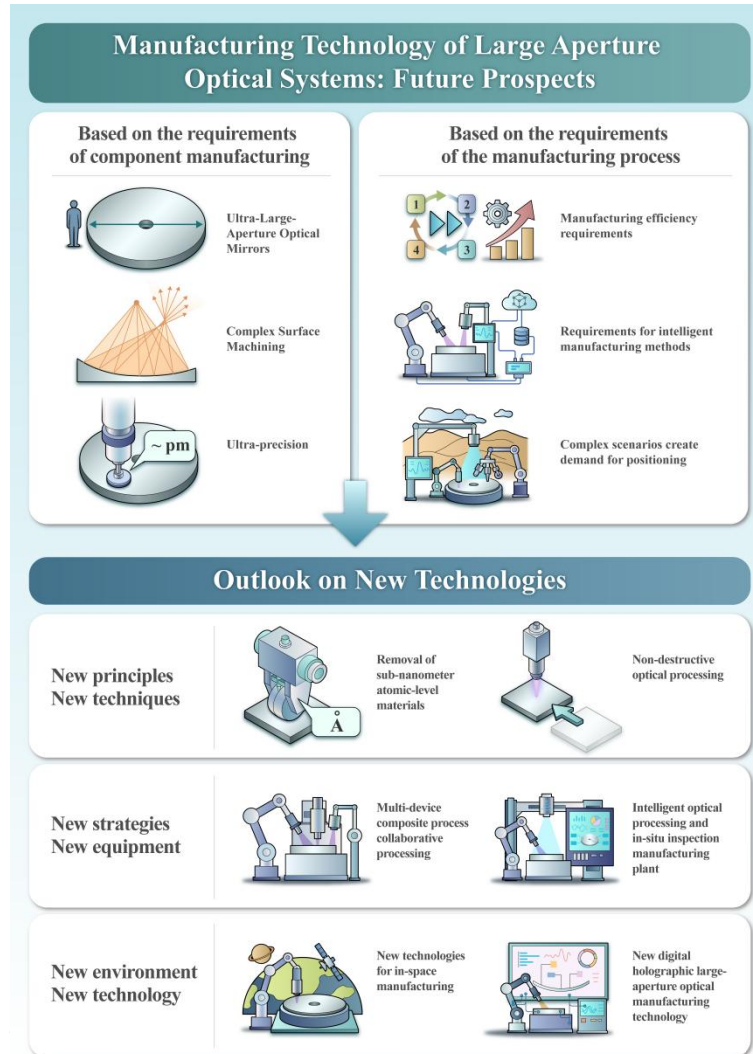 Manufacturing Technology of Large Aperture
Optical Systems: Future Prospects
Based on the requirements
of component manufacturing
Ultra-Large-
Aperture Optical
Mirrors
Complex Surface
Machining
~ pm
Ultra-precision
Based on the requirements
of the manufacturing process
1
2
4
3
Manufacturing efficiency
requirements
Requirements for intelligent
manufacturing methods
Complex scenarios create
demand for positioning
Outlook on New Technologies
New principles
New techniques
Å
Removal of
sub-nanometer
atomic-level
materials
Non-destructive
optical processing
New strategies
New equipment
Multi-device
composite process
collaborative
processing
Intelligent optical
processing and
in-situ inspection
manufacturing
plant
New environment
New technology
New technologies
for in-space
manufacturing
New digital
holographic large-
aperture optical
manufacturing
technology